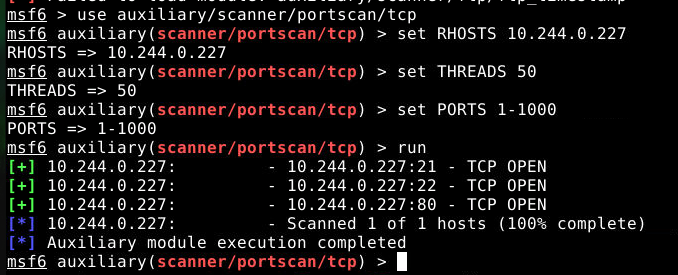 msf6 > use auxiliary/scanner/portscan/tcp
msf6 auxiliary(scanner/portscan/tcp) > set RHOSTS 10.244.0.227
RHOSTS => 10.244.0.227
msf6 auxiliary(scanner/portscan/tcp) > set THREADS 50
THREADS => 50
msf6 auxiliary(scanner/portscan/tcp) > set PORTS 1-1000
PORTS => 1-1000
msf6 auxiliary(scanner/portscan/tcp) > run
[+] 10.244.0.227:         - 10.244.0.227:21 - TCP OPEN
[+] 10.244.0.227:         - 10.244.0.227:22 - TCP OPEN
[+] 10.244.0.227:         - 10.244.0.227:80 - TCP OPEN
[*] 10.244.0.227:         - Scanned 1 of 1 hosts (100% complete)
[*] Auxiliary module execution completed
msf6 auxiliary(scanner/portscan/tcp) >